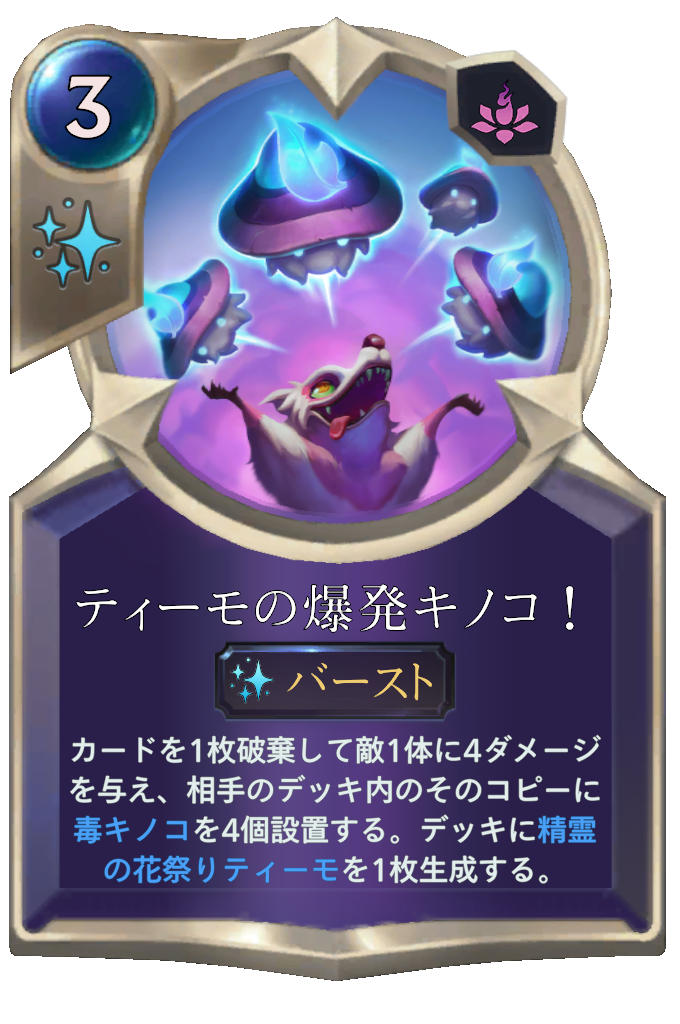 3
ティーモの爆発キノコ！
バースト
カードを1枚破棄して敵1体に4ダメージ
を与え、相手のデッキ内のそのコピーに
毒キノコを4個設置する。デッキに精霊
の花祭りティーモを1枚生成する。